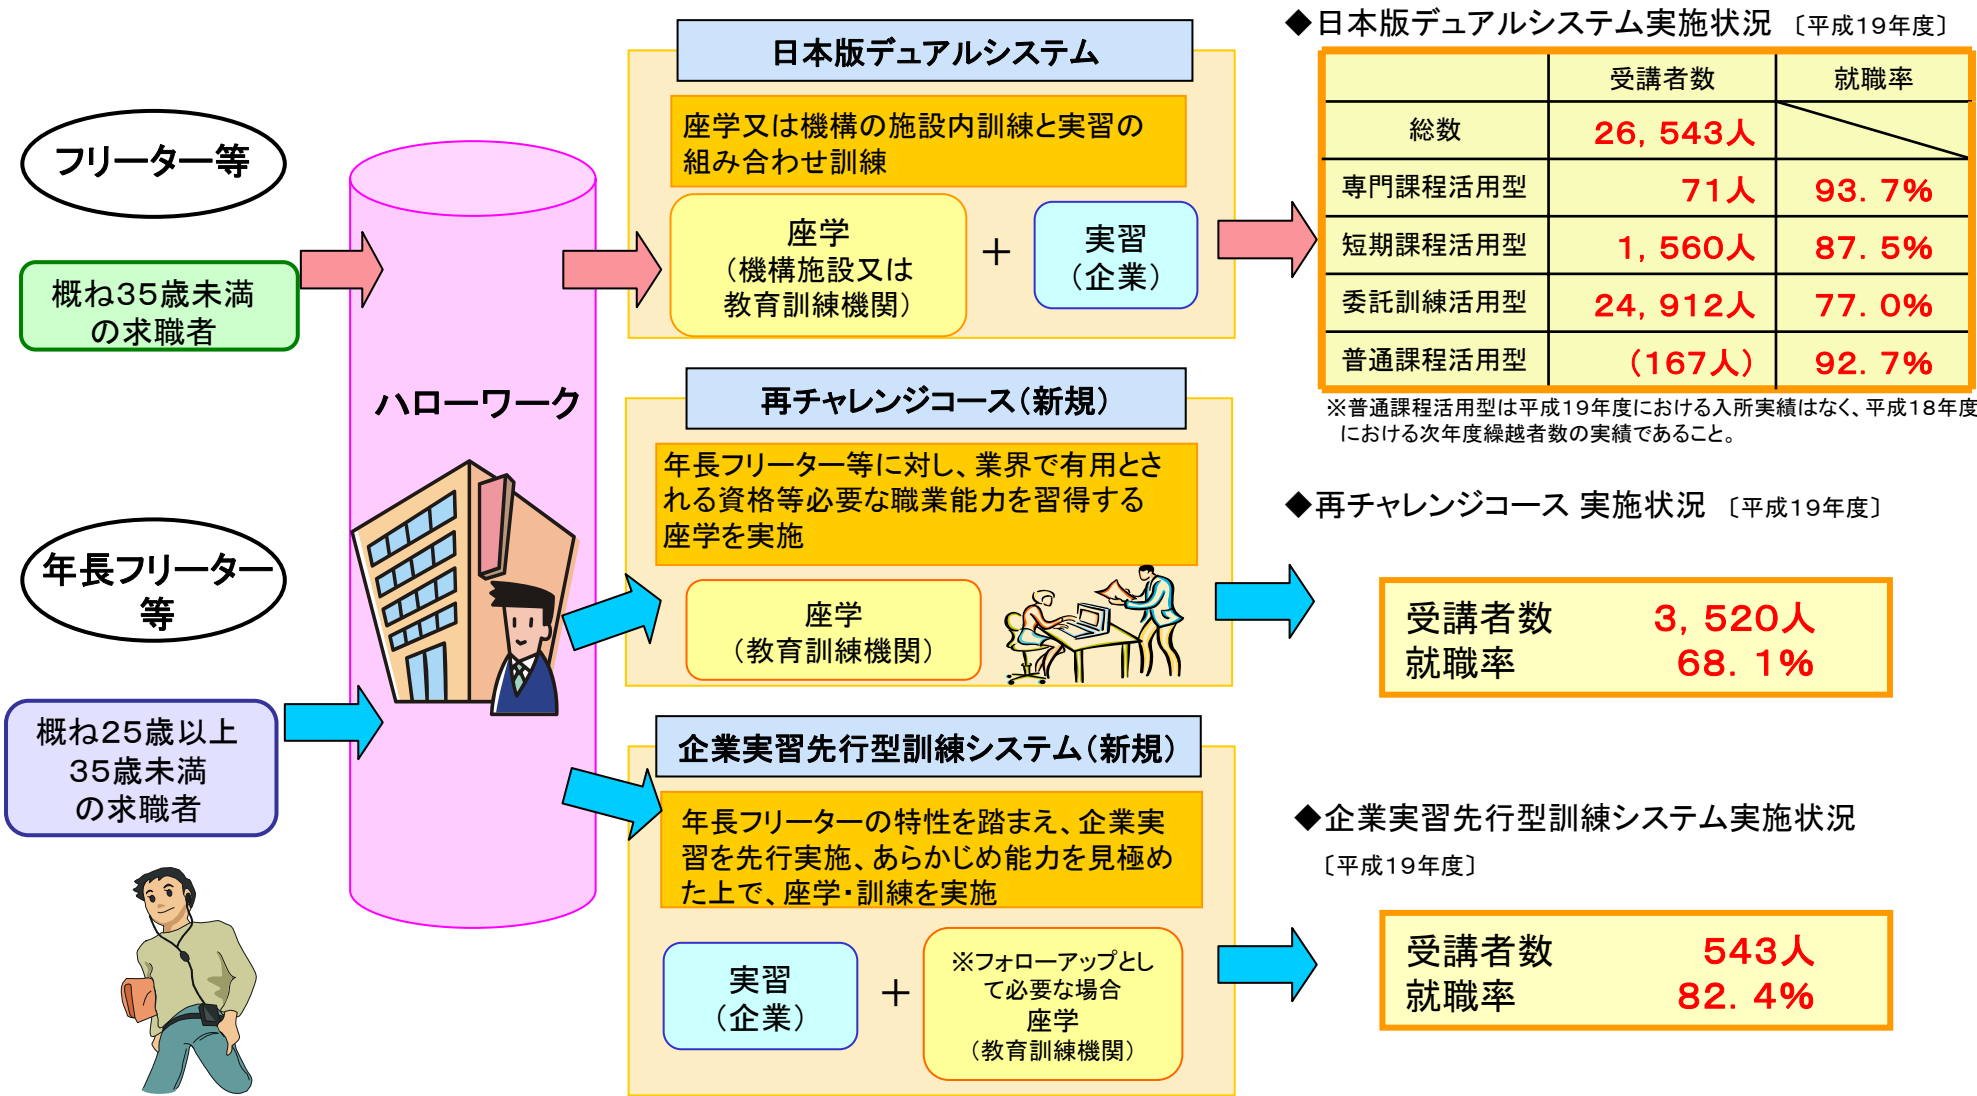 フリーター等
概ね35歳未満
の求職者
年長フリーター
等
概ね25歳以上
35歳未満
の求職者
ハローワーク
日本版デュアルシステム
座学又は機構の施設内訓練と実習の
組み合わせ訓練
座学
（機構施設又は
教育訓練機関）
＋
実習
（企業）
再チャレンジコース（新規）
年長フリーター等に対し、業界で有用とさ
れる資格等必要な職業能力を習得する
座学を実施
座学
（教育訓練機関）
企業実習先行型訓練システム（新規）
年長フリーターの特性を踏まえ、企業実
習を先行実施、あらかじめ能力を見極め
た上で、座学・訓練を実施
実習
（企業）
＋
※フォローアップとし
て必要な場合
座学
（教育訓練機関）
◆日本版デュアルシステム実施状況 〔平成19年度〕
受講者数 就職率
総数 26，543人
専門課程活用型 71人 93．7%
短期課程活用型 1，560人 87．5%
委託訓練活用型 24，912人 77．0%
普通課程活用型 （167人） 92．7%
※普通課程活用型は平成19年度における入所実績はなく、平成18年度
における次年度繰越者数の実績であること。
◆再チャレンジコース 実施状況 〔平成19年度〕
受講者数 3，520人
就職率 68．1%
◆企業実習先行型訓練システム実施状況
〔平成19年度〕
受講者数 543人
就職率 82．4%